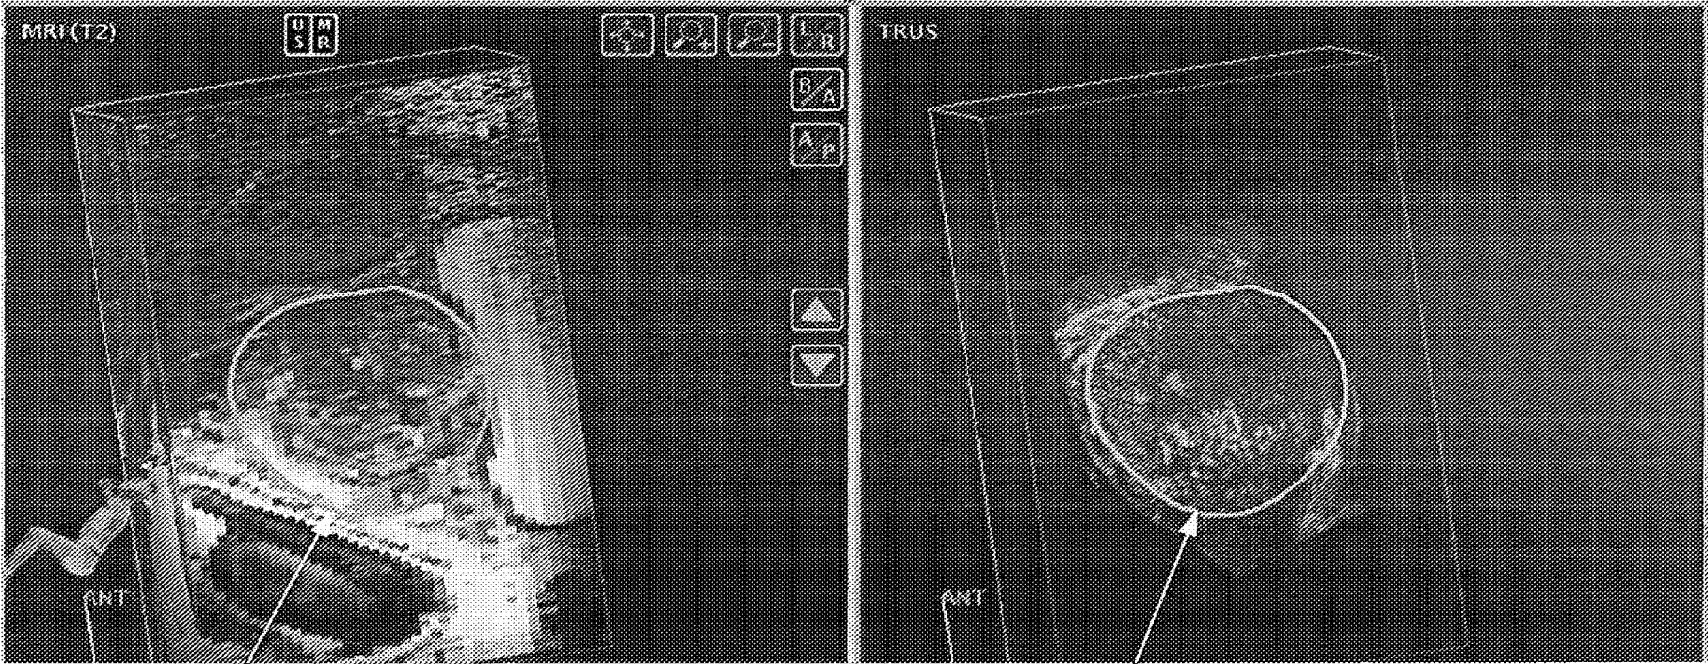 MRI(T2)
U M
S R
L/R
B/A
A/P
ANT
TRUS
ANT